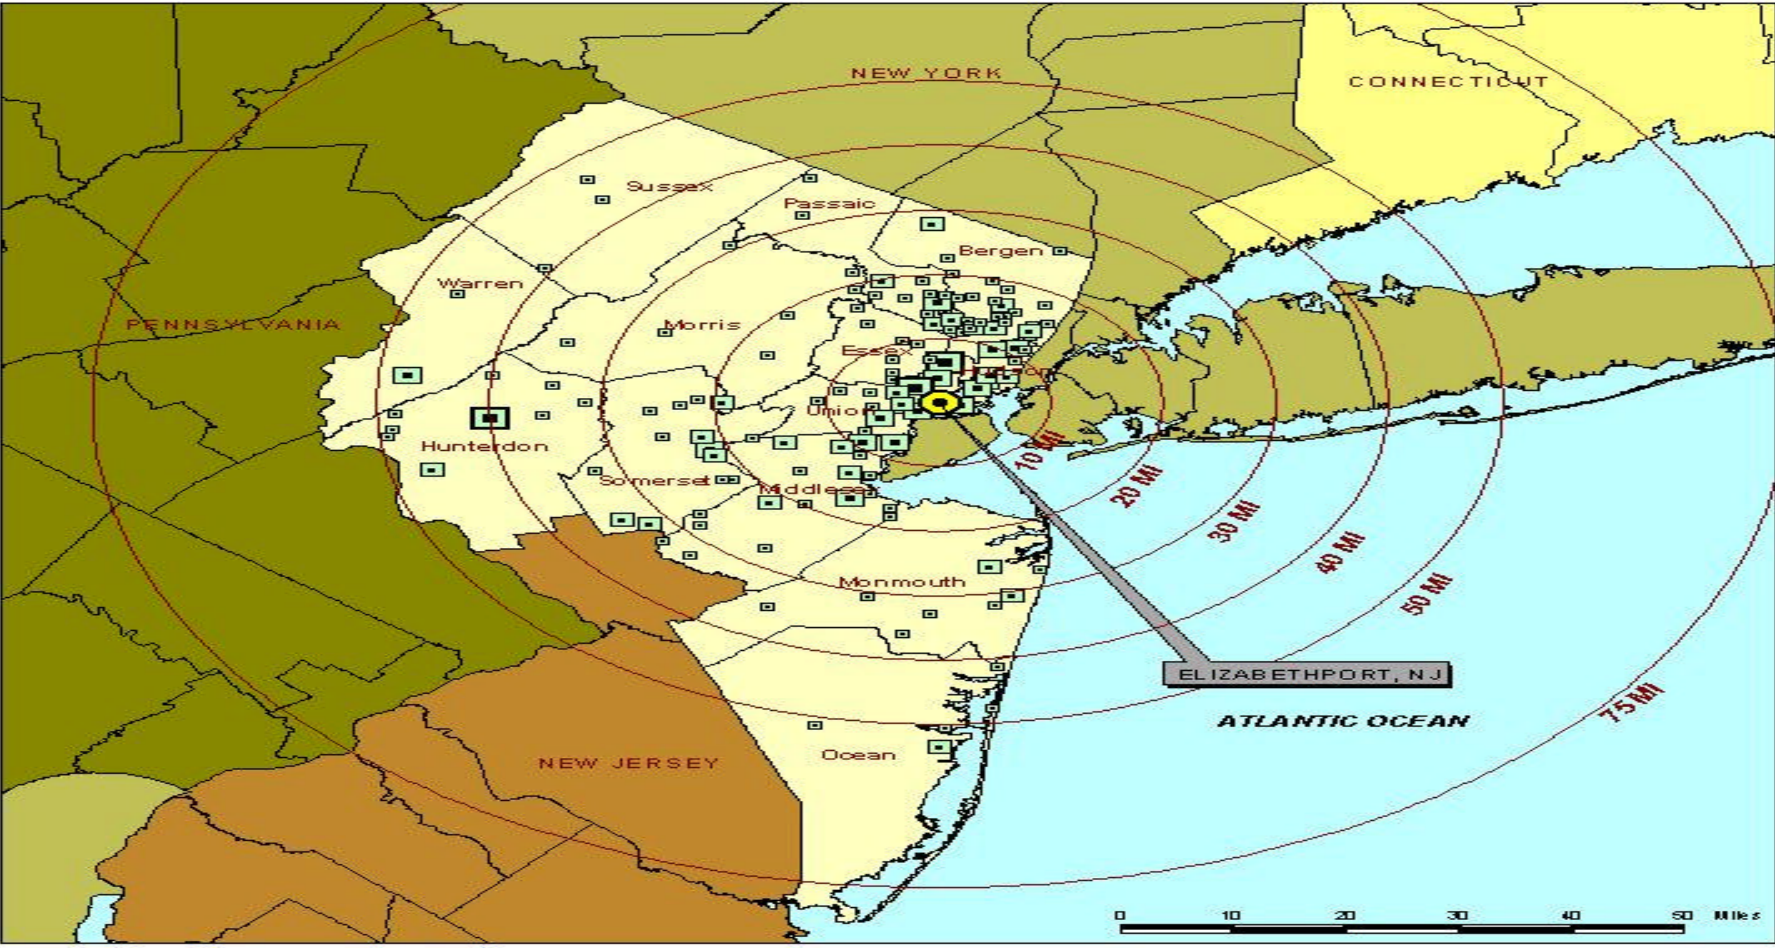 NEW YORK
CONNECTICUT
Sussex
Passaic
Bergen
Warren
PENNSYLVANIA
Morris
Essex
Hudson
Union
Hunterdon
10 MI
Somerset
Middlesex
20 MI
30 MI
40 MI
Monmouth
50 MI
ELIZABETHPORT, NJ
75 MI
ATLANTIC OCEAN
Ocean
NEW JERSEY
0 10 20 30 40 50 Miles